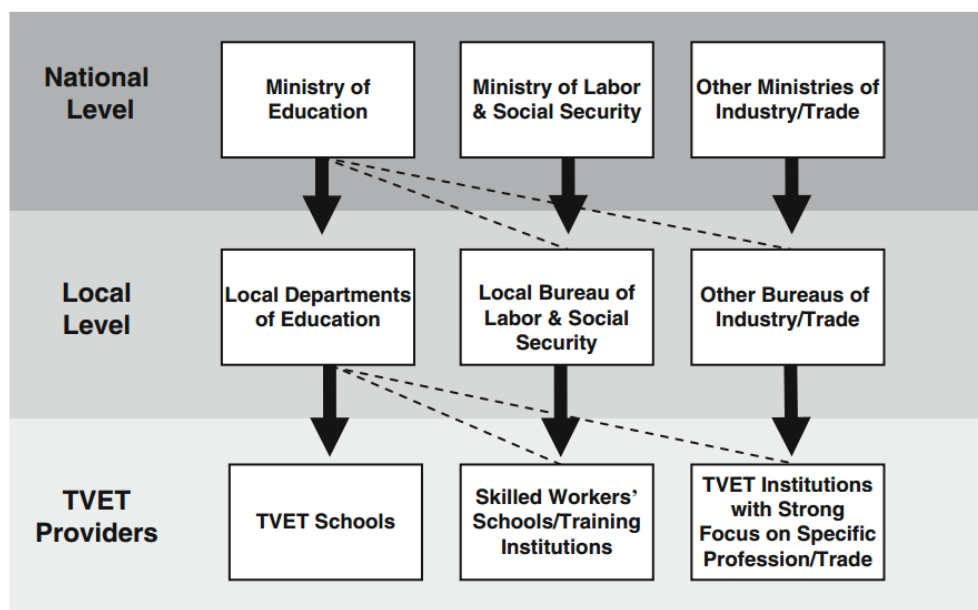 National
Level
Ministry of
Education
Ministry of Labor
& Social Security
Other Ministries of
Industry/Trade
Local
Level
Local Departments
of Education
Local Bureau of
Labor & Social
Security
Other Bureaus of
Industry/Trade
TVET
Providers
TVET Schools
Skilled Workers’
Schools/Training
Institutions
TVET Institutions
with Strong
Focus on Specific
Profession/Trade